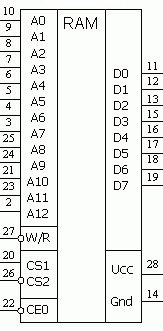 RAM
10 A0
9 A1
8 A2
7 A3
6 A4
5 A5
4 A6
3 A7
25 A8
24 A9
21 A10
23 A11
2 A12
27 W/R
20 CS1
26 CS2
22 CE0
D0 11
D1 12
D2 13
D3 15
D4 16
D5 17
D6 18
D7 19
Ucc 28
Gnd 14